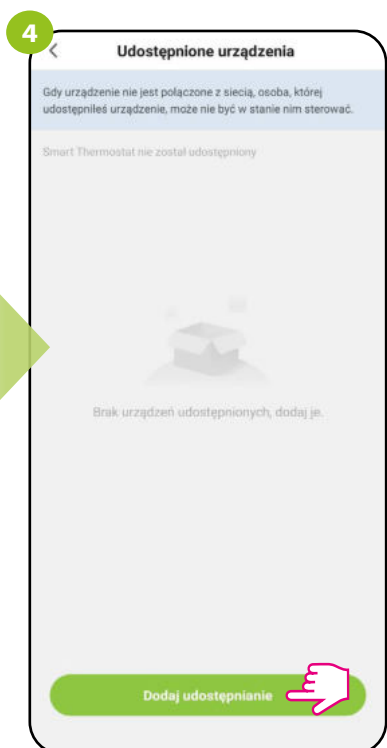 4
Udostępnione urządzenia
Gdy urządzenie nie jest połączone z siecią, osoba, której
udostępniłeś urządzenie, może nie być w stanie nim sterować.
Smart Thermostat nie został udostępniony
Brak urządzeń udostępnionych, dodaj je.
Dodaj udostępnianie